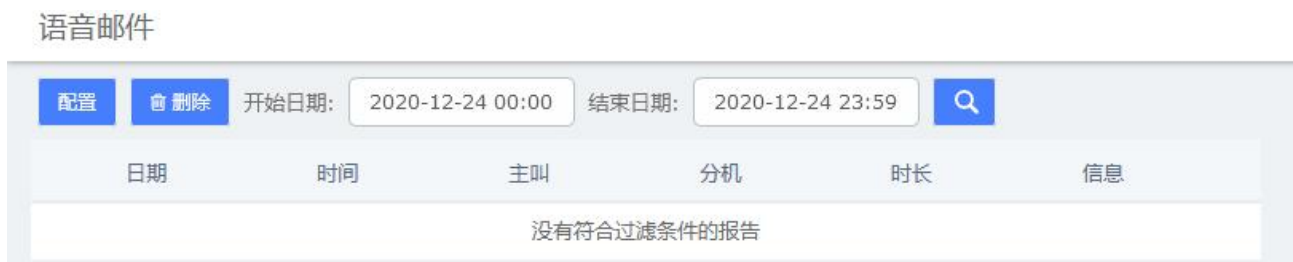 语音邮件
配置 删除 开始日期: 2020-12-24 00:00 结束日期: 2020-12-24 23:59
日期 时间 主叫 分机 时长 信息
没有符合过滤条件的报告